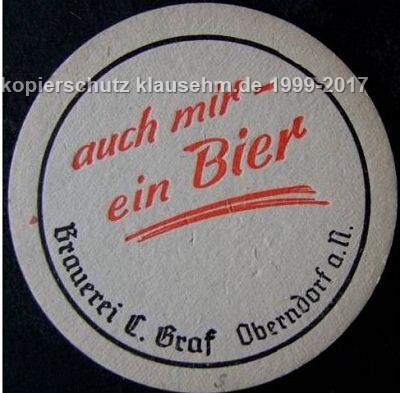 kopierschutz klausehm.de 1999-2017
auch mir -
ein Bier
Brauerei C. Graf Oberndorf a. N.